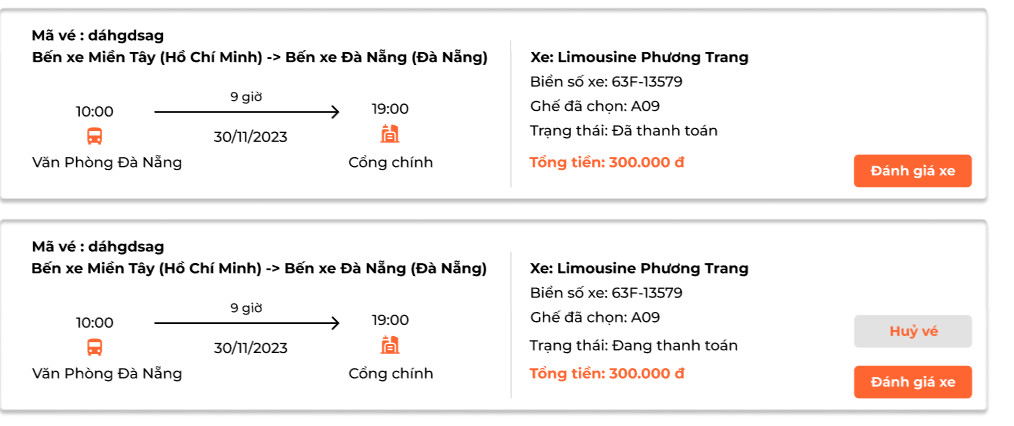 Mã vé : dáhgdsag
Bến xe Miền Tây (Hồ Chí Minh) -> Bến xe Đà Nẵng (Đà Nẵng)
10:00
9 giờ
30/11/2023
19:00
Văn Phòng Đà Nẵng
Cổng chính
Xe: Limousine Phương Trang
Biển số xe: 63F-13579
Ghế đã chọn: A09
Trạng thái: Đã thanh toán
Tổng tiền: 300.000 đ
Đánh giá xe
Mã vé : dáhgdsag
Bến xe Miền Tây (Hồ Chí Minh) -> Bến xe Đà Nẵng (Đà Nẵng)
10:00
9 giờ
30/11/2023
19:00
Văn Phòng Đà Nẵng
Cổng chính
Xe: Limousine Phương Trang
Biển số xe: 63F-13579
Ghế đã chọn: A09
Trạng thái: Đang thanh toán
Tổng tiền: 300.000 đ
Huỷ vé
Đánh giá xe